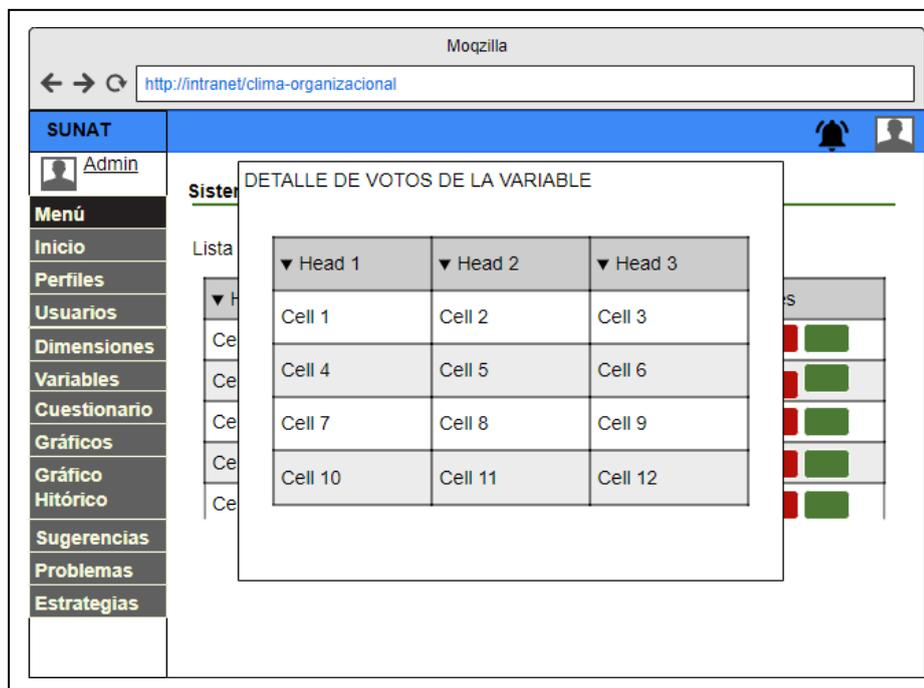 Moqzilla
http://intranet/clima-organizacional
SUNAT
Admin
Menú
Inicio
Perfiles
Usuarios
Dimensiones
Variables
Cuestionario
Gráficos
Gráfico
Hitórico
Sugerencias
Problemas
Estrategias
Lista
DETALLE DE VOTOS DE LA VARIABLE
▼ Head 1 ▼ Head 2 ▼ Head 3
Cell 1 Cell 2 Cell 3
Cell 4 Cell 5 Cell 6
Cell 7 Cell 8 Cell 9
Cell 10 Cell 11 Cell 12